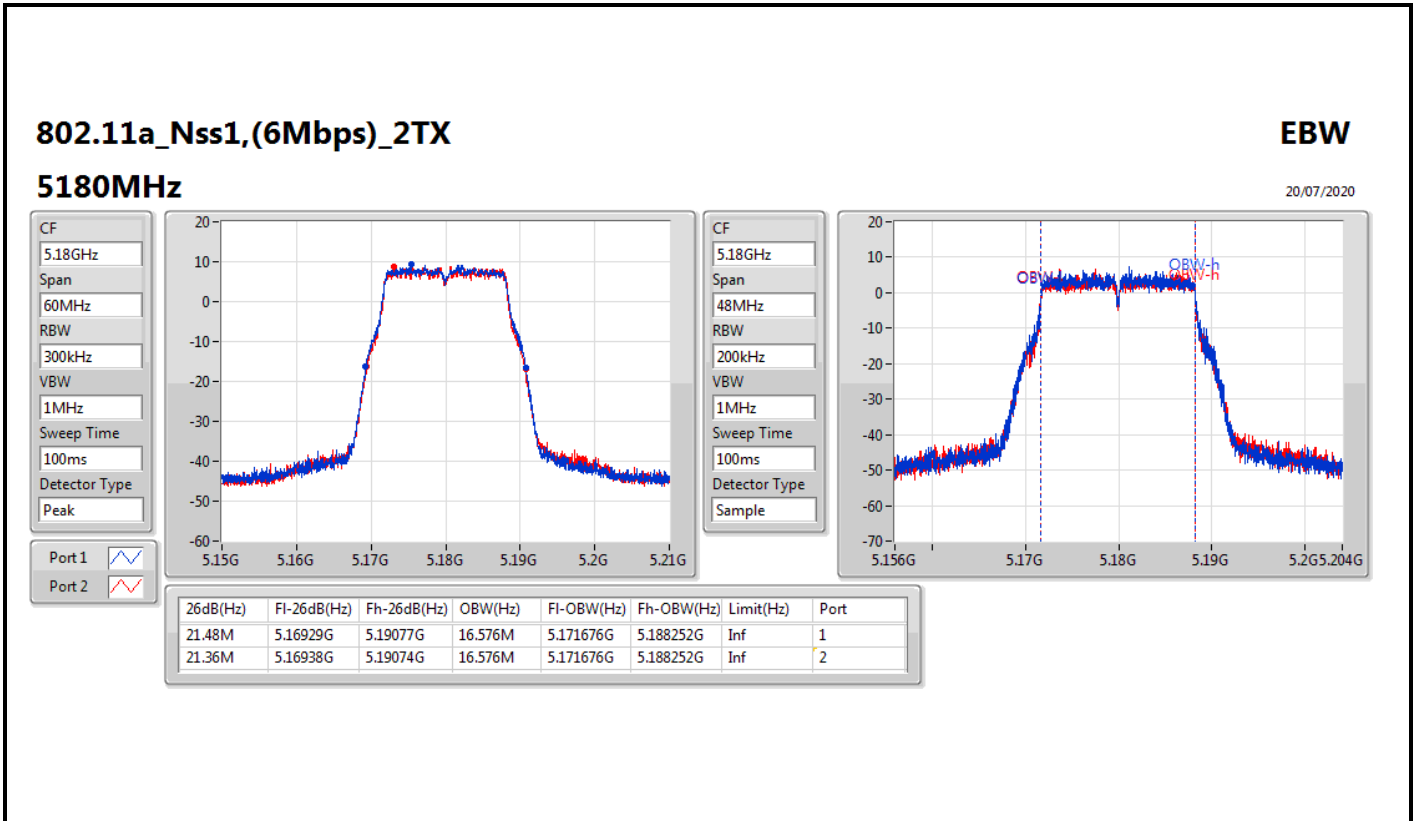 802.11a_Nss1,(6Mbps)_2TX
EBW
5180MHz
20/07/2020
CF
5.18GHz
Span
60MHz
RBW
300kHz
VBW
1MHz
Sweep Time
100ms
Detector Type
Peak
Port 1
Port 2
20
10
0
-10
-20
-30
-40
-50
-60
5.15G 5.16G 5.17G 5.18G 5.19G 5.2G 5.21G
CF
5.18GHz
Span
48MHz
RBW
200kHz
VBW
1MHz
Sweep Time
100ms
Detector Type
Sample
20
10
0
-10
-20
-30
-40
-50
-60
-70
OBW-h
OBW-h
5.156G 5.17G 5.18G 5.19G 5.2G 5.204G
26dB(Hz) Fl-26dB(Hz) Fh-26dB(Hz) OBW(Hz) Fl-OBW(Hz) Fh-OBW(Hz) Limit(Hz) Port
21.48M 5.16929G 5.19077G 16.576M 5.171676G 5.188252G Inf 1
21.36M 5.16938G 5.19074G 16.576M 5.171676G 5.188252G Inf 2